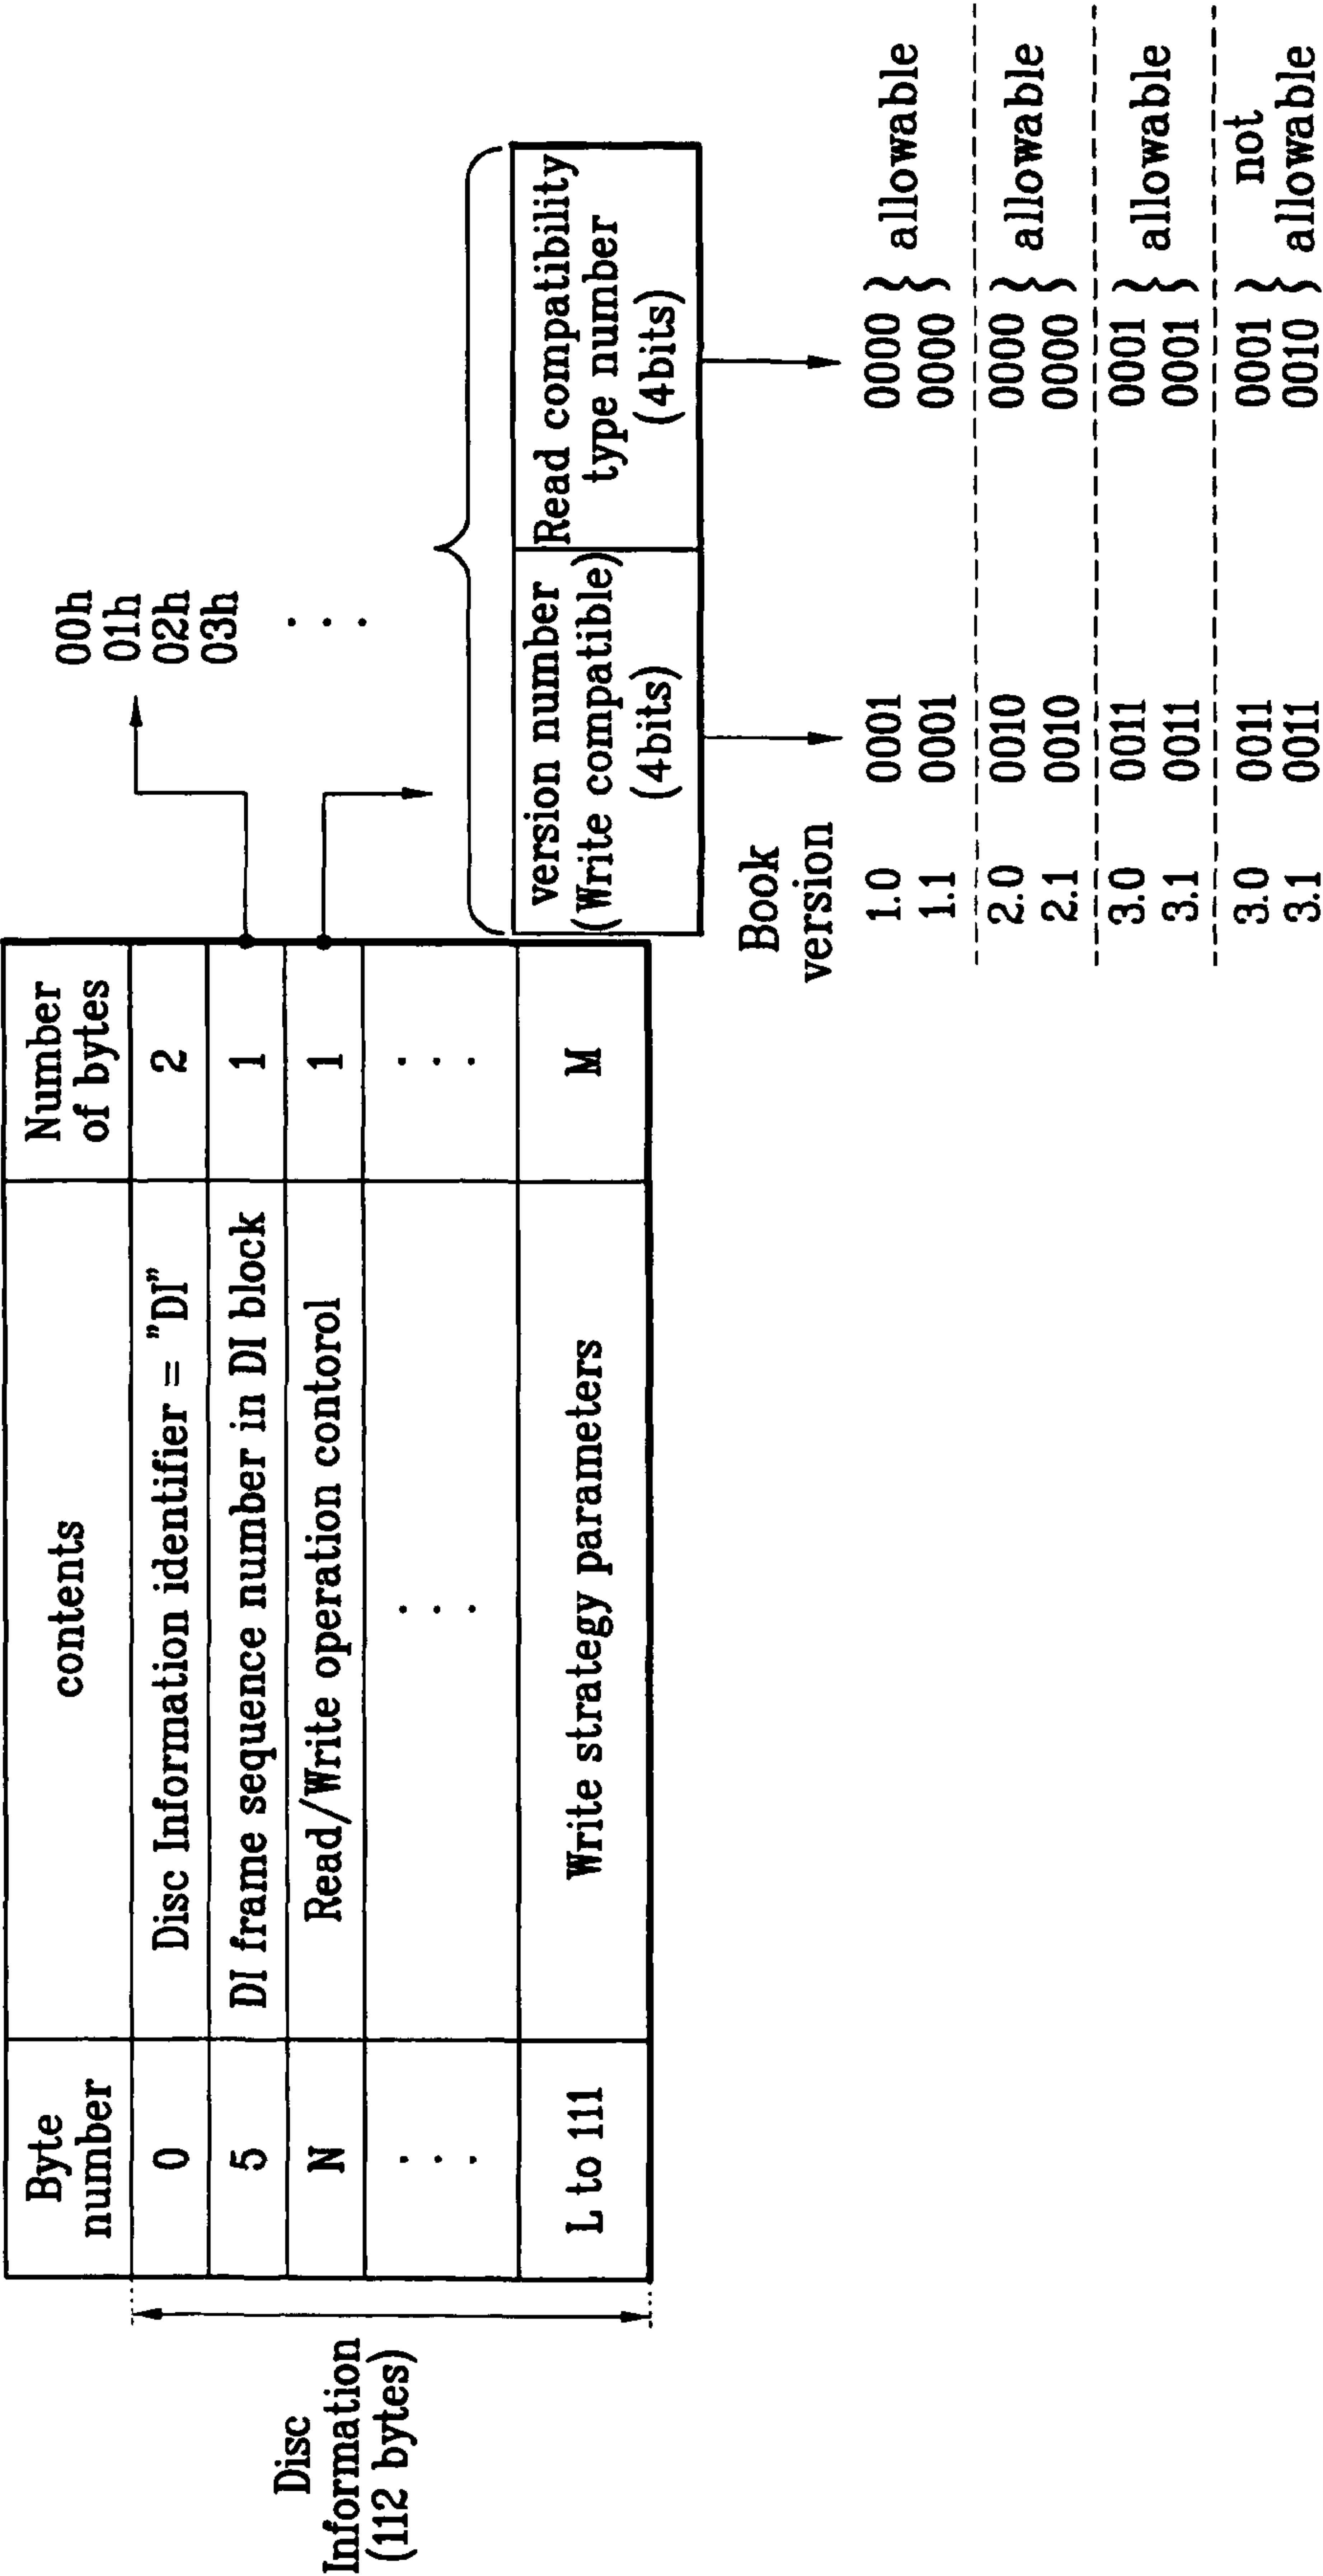 Disc
Information
(112 bytes)
Byte
number
contents
Number
of bytes
0
Disc Information identifier = "DI"
2
5
DI frame sequence number in DI block
1
N
Read/Write operation contorol
1
. . .
. . .
. . .
L to 111
Write strategy parameters
M
00h
01h
02h
03h
. . .
version number
(Write compatible)
(4bits)
Read compatibility
type number
(4bits)
Book
version
1.0 0001 0000
1.1 0001 0000
} allowable
2.0 0010 0000
2.1 0010 0000
} allowable
3.0 0011 0001
3.1 0011 0001
} allowable
3.0 0011 0001
3.1 0011 0010
} not
allowable